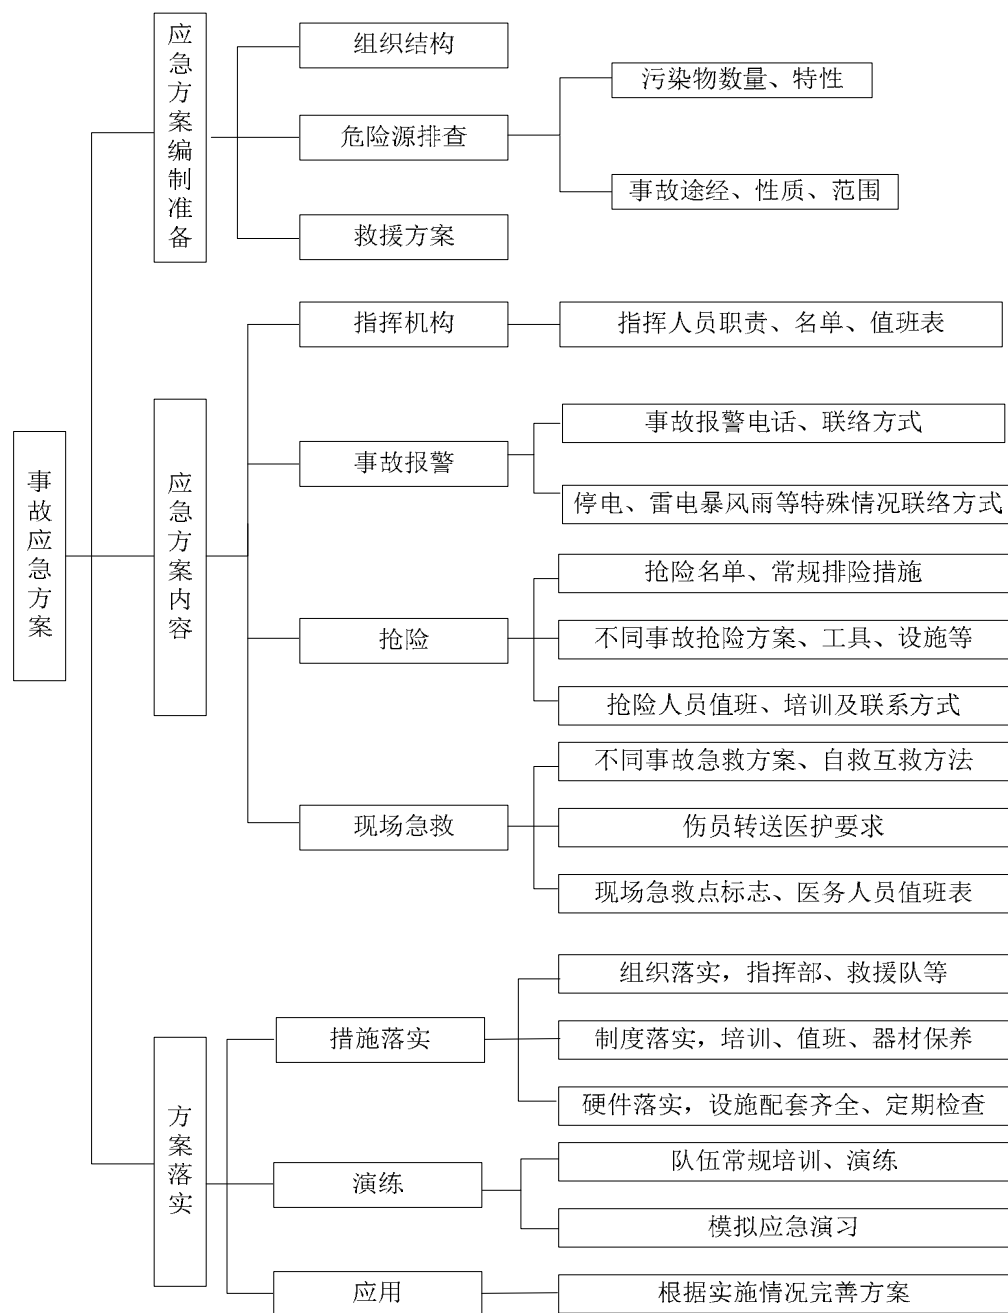 事故应急方案
应急方案编制准备
组织结构
危险源排查
污染物数量、特性
事故途经、性质、范围
救援方案
应急方案内容
指挥机构
指挥人员职责、名单、值班表
事故报警
事故报警电话、联络方式
停电、雷电暴风雨等特殊情况联络方式
抢险
抢险名单、常规排险措施
不同事故抢险方案、工具、设施等
抢险人员值班、培训及联系方式
现场急救
不同事故急救方案、自救互救方法
伤员转送医护要求
现场急救点标志、医务人员值班表
方案落实
措施落实
组织落实，指挥部、救援队等
制度落实，培训、值班、器材保养
硬件落实，设施配套齐全、定期检查
演练
队伍常规培训、演练
模拟应急演习
应用
根据实施情况完善方案